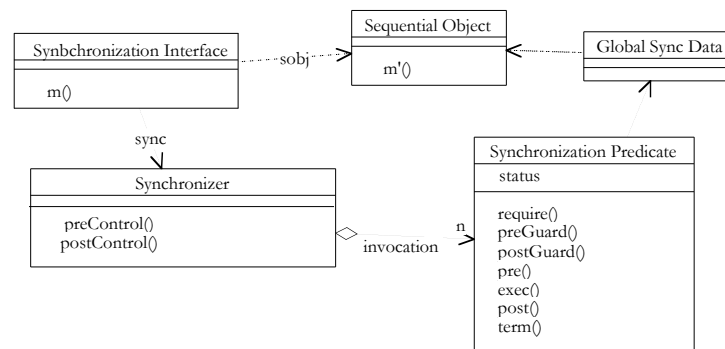 Synbchronization Interface
m()
Sequential Object
m'()
Global Sync Data
sobj
sync
Synchronizer
preControl()
postControl()
invocation
n
Synchronization Predicate
status
require()
preGuard()
postGuard()
pre()
exec()
post()
term()